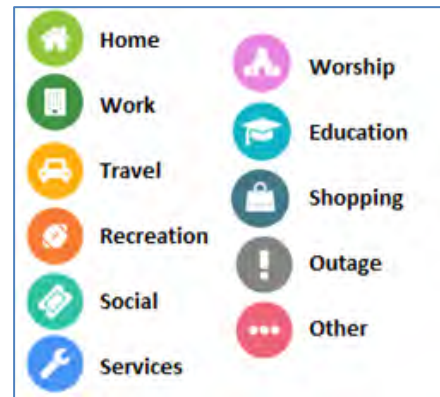 Home
Work
Travel
Recreation
Social
Services
Worship
Education
Shopping
Outage
Other